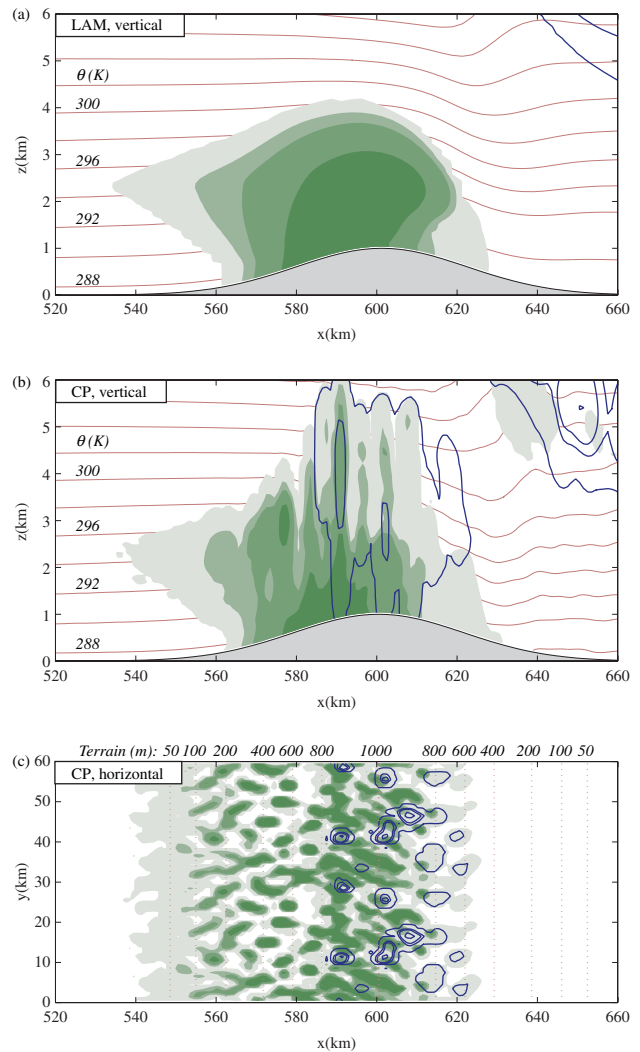 (a)
LAM, vertical
6
5
4
3
2
1
0
z(km)
θ (K)
300
296
292
288
520 540 560 580 600 620 640 660
x(km)
(b)
CP, vertical
6
5
4
3
2
1
0
z(km)
θ (K)
300
296
292
288
520 540 560 580 600 620 640 660
x(km)
Terrain (m): 50 100 200 400 600 800 1000 800 600 400 200 100 50
(c)
CP, horizontal
60
50
40
30
20
10
0
y(km)
520 540 560 580 600 620 640 660
x(km)